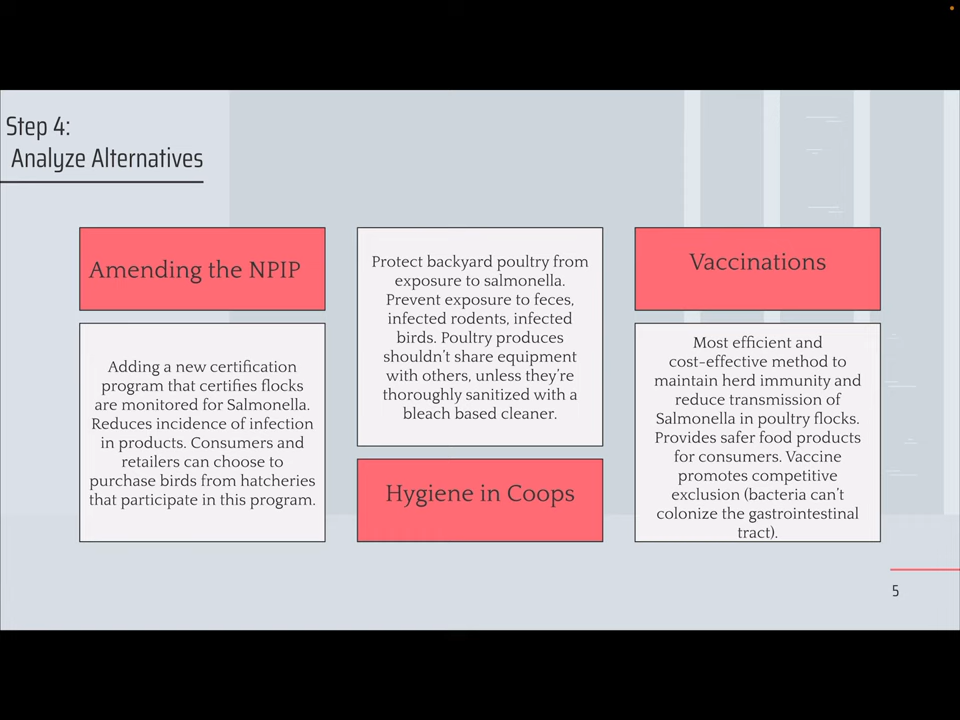 Step 4:
Analyze Alternatives
Amending the NPIP
Adding a new certification
program that certifies flocks
are monitored for Salmonella.
Reduces incidence of infection
in products. Consumers and
retailers can choose to
purchase birds from hatcheries
that participate in this program.
Protect backyard poultry from
exposure to salmonella.
Prevent exposure to feces,
infected rodents, infected
birds. Poultry produces
shouldn't share equipment
with others, unless they're
thoroughly sanitized with a
bleach based cleaner.
Hygiene in Coops
Vaccinations
Most efficient and
cost-effective method to
maintain herd immunity and
reduce transmission of
Salmonella in poultry flocks.
Provides safer food products
for consumers. Vaccine
promotes competitive
exclusion (bacteria can't
colonize the gastrointestinal
tract).
5